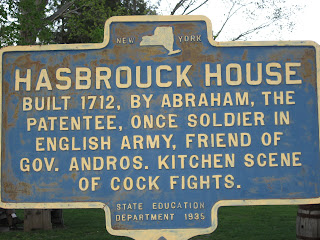 NEW YORK
HASBROUCK HOUSE
BUILT 1712, BY ABRAHAM, THE
PATENTEE, ONCE SOLDIER IN
ENGLISH ARMY, FRIEND OF
GOV. ANDROS. KITCHEN SCENE
OF COCK FIGHTS.
STATE EDUCATION
DEPARTMENT 1935